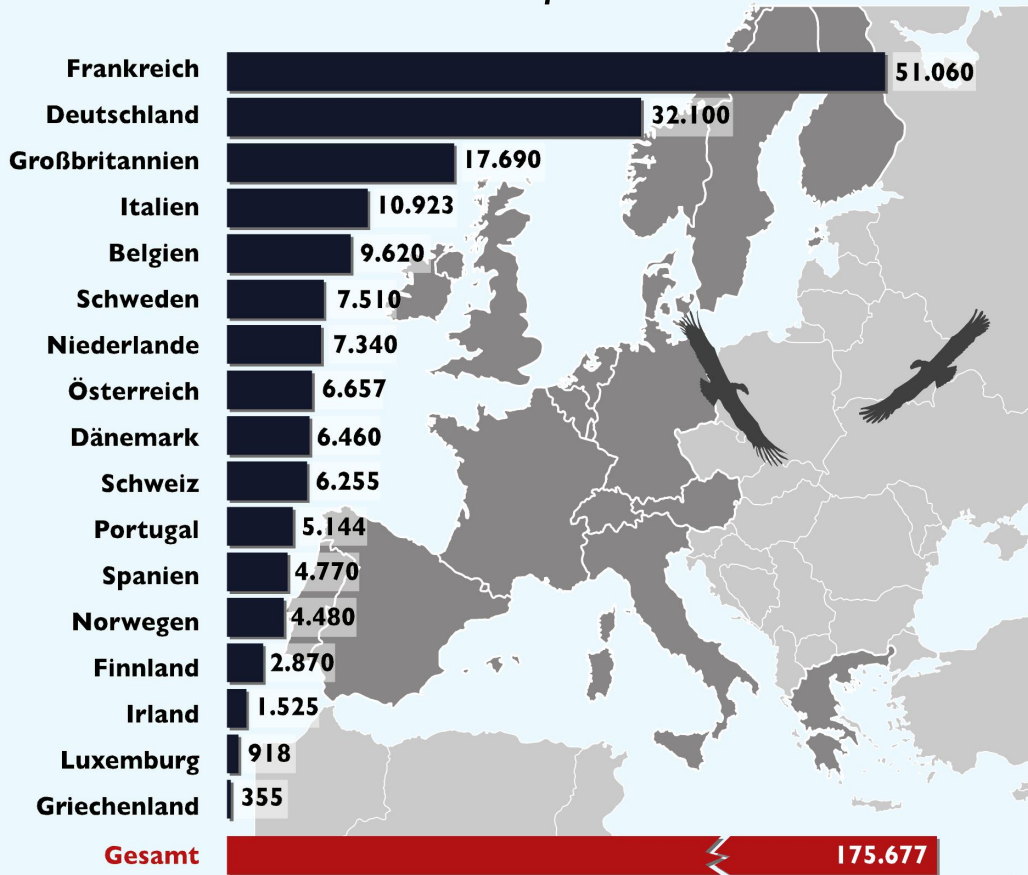 Frankreich 51.060
Deutschland 32.100
Großbritannien 17.690
Italien 10.923
Belgien 9.620
Schweden 7.510
Niederlande 7.340
Österreich 6.657
Dänemark 6.460
Schweiz 6.255
Portugal 5.144
Spanien 4.770
Norwegen 4.480
Finnland 2.870
Irland 1.525
Luxemburg 918
Griechenland 355
Gesamt 175.677